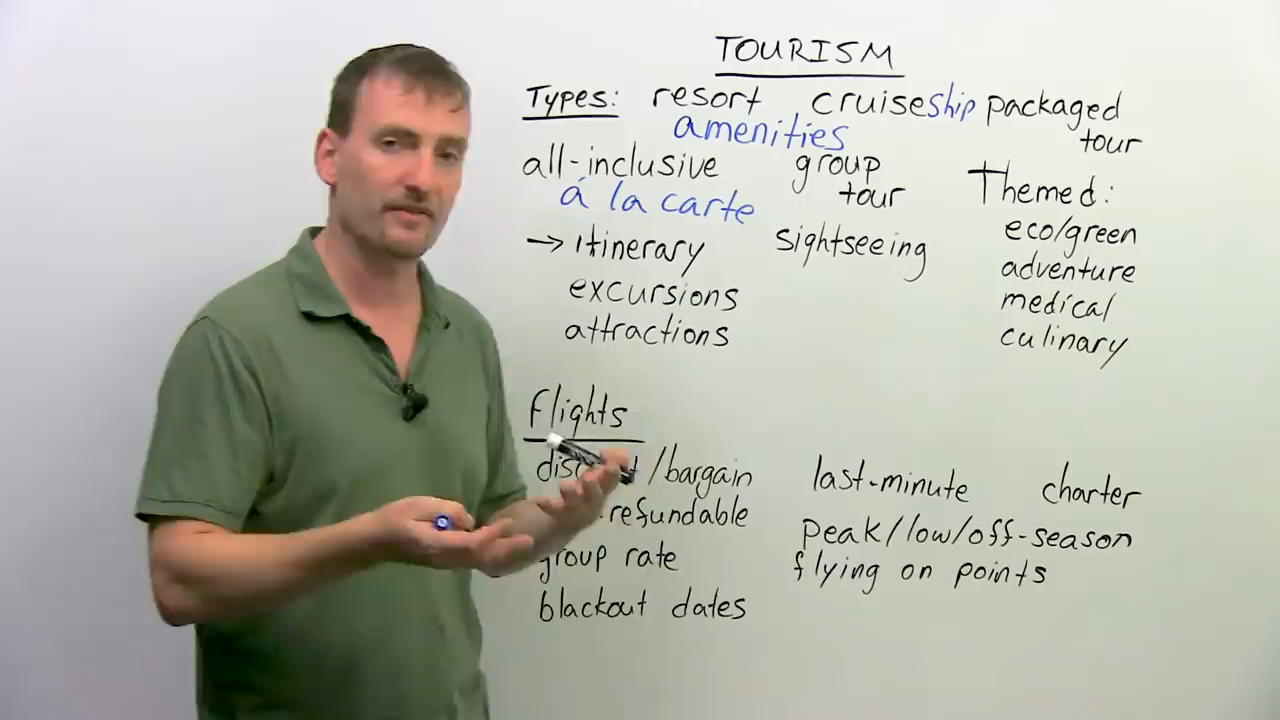 TOURISM
Types: resort cruiseship packaged tour
amenities
all-inclusive group tour Themed:
á la carte
→ itinerary sightseeing eco/green
excursions adventure
attractions medical
culinary
flights
/bargain last-minute charter
refundable peak/low/off-season
group rate flying on points
blackout dates